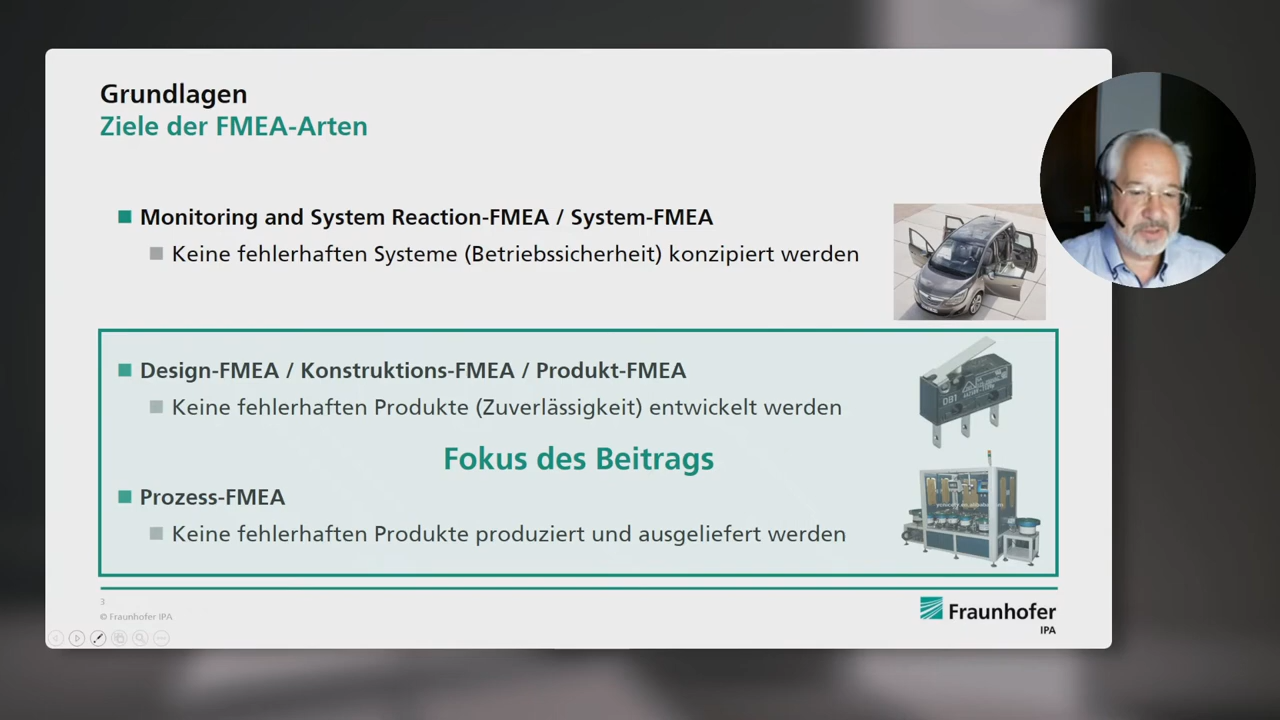 Grundlagen
Ziele der FMEA-Arten
Monitoring and System Reaction-FMEA / System-FMEA
Keine fehlerhaften Systeme (Betriebssicherheit) konzipiert werden
Design-FMEA / Konstruktions-FMEA / Produkt-FMEA
Keine fehlerhaften Produkte (Zuverlässigkeit) entwickelt werden
Fokus des Beitrags
Prozess-FMEA
Keine fehlerhaften Produkte produziert und ausgeliefert werden
3
© Fraunhofer IPA
Fraunhofer
IPA